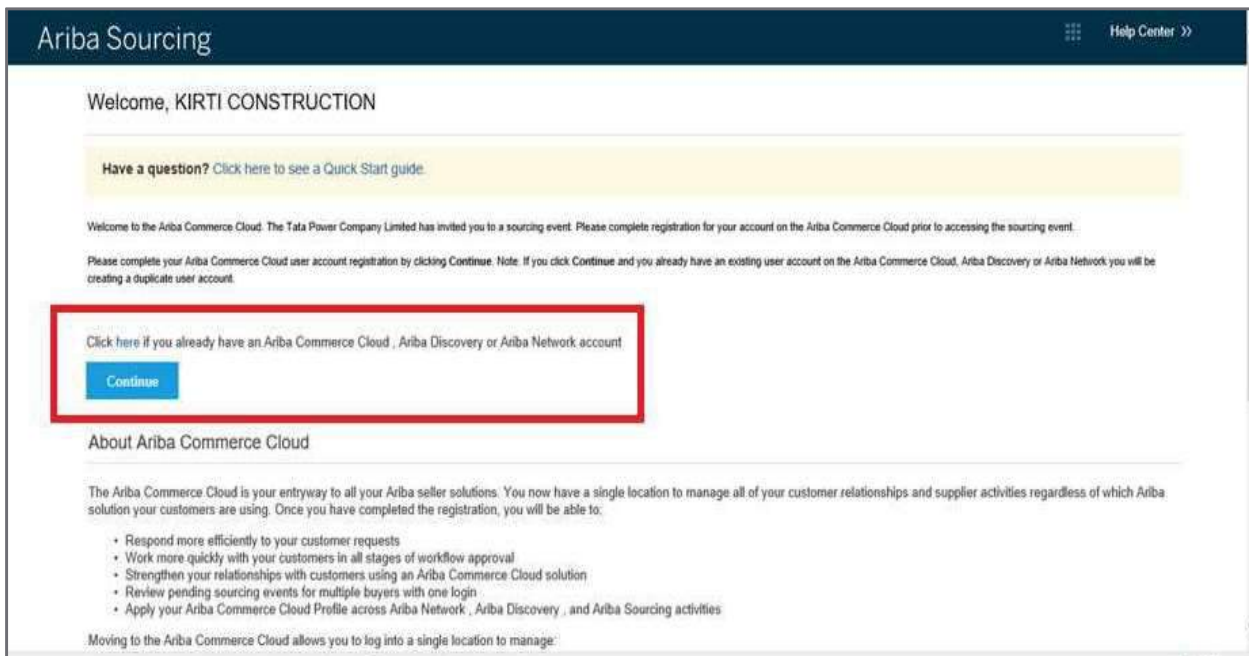 Ariba Sourcing
Help Center »
Welcome, KIRTI CONSTRUCTION
Have a question? Click here to see a Quick Start guide.
Welcome to the Ariba Commerce Cloud. The Tata Power Company Limited has invited you to a sourcing event. Please complete registration for your account on the Ariba Commerce Cloud prior to accessing the sourcing event.
Please complete your Ariba Commerce Cloud user account registration by clicking Continue. Note: If you click Continue and you already have an existing user account on the Ariba Commerce Cloud, Ariba Discovery or Ariba Network you will be
creating a duplicate user account.
Click here if you already have an Ariba Commerce Cloud , Ariba Discovery or Ariba Network account
Continue
About Ariba Commerce Cloud
The Ariba Commerce Cloud is your entryway to all your Ariba seller solutions. You now have a single location to manage all of your customer relationships and supplier activities regardless of which Ariba
solution your customers are using. Once you have completed the registration, you will be able to:
• Respond more efficiently to your customer requests
• Work more quickly with your customers in all stages of workflow approval
• Strengthen your relationships with customers using an Ariba Commerce Cloud solution
• Review pending sourcing events for multiple buyers with one login
• Apply your Ariba Commerce Cloud Profile across Ariba Network , Ariba Discovery , and Ariba Sourcing activities
Moving to the Ariba Commerce Cloud allows you to log into a single location to manage: